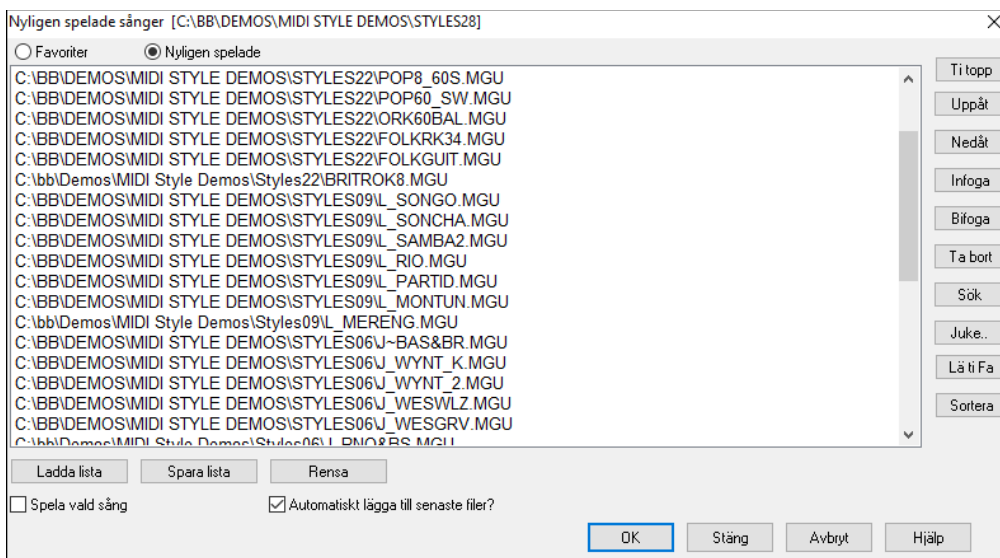 Nyligen spelade sånger [C:\BB\DEMOS\MIDI STYLE DEMOS\STYLES28]
Favoriter
Nyligen spelade
C:\BB\DEMOS\MIDI STYLE DEMOS\STYLES22\POP8_60S.MGU
C:\BB\DEMOS\MIDI STYLE DEMOS\STYLES22\POP60_SW.MGU
C:\BB\DEMOS\MIDI STYLE DEMOS\STYLES22\ORK60BAL.MGU
C:\BB\DEMOS\MIDI STYLE DEMOS\STYLES22\FOLKRK34.MGU
C:\BB\DEMOS\MIDI STYLE DEMOS\STYLES22\FOLKGUIT.MGU
C:\bb\Demos\MIDI Style Demos\Styles22\BRITROK8.MGU
C:\BB\DEMOS\MIDI STYLE DEMOS\STYLES09\L_SONGO.MGU
C:\BB\DEMOS\MIDI STYLE DEMOS\STYLES09\L_SONCHA.MGU
C:\BB\DEMOS\MIDI STYLE DEMOS\STYLES09\L_SAMBA2.MGU
C:\BB\DEMOS\MIDI STYLE DEMOS\STYLES09\L_RIO.MGU
C:\BB\DEMOS\MIDI STYLE DEMOS\STYLES09\L_PARTID.MGU
C:\BB\DEMOS\MIDI STYLE DEMOS\STYLES09\L_MONTUN.MGU
C:\bb\Demos\MIDI Style Demos\Styles09\L_MERENG.MGU
C:\BB\DEMOS\MIDI STYLE DEMOS\STYLES06\J~BAS&BR.MGU
C:\BB\DEMOS\MIDI STYLE DEMOS\STYLES06\J_WYNT_K.MGU
C:\BB\DEMOS\MIDI STYLE DEMOS\STYLES06\J_WYNT_2.MGU
C:\BB\DEMOS\MIDI STYLE DEMOS\STYLES06\J_WESWLZ.MGU
C:\BB\DEMOS\MIDI STYLE DEMOS\STYLES06\J_WESGRV.MGU
C:\bb\Demos\MIDI Style Demos\Styles06\J_PNO&BS.MGU
Ti topp
Uppåt
Nedåt
Infoga
Bifoga
Ta bort
Sök
Juke..
Lä ti Fa
Sortera
Ladda lista
Spara lista
Rensa
Spela vald sång
Automatiskt lägga till senaste filer?
OK
Stäng
Avbryt
Hjälp